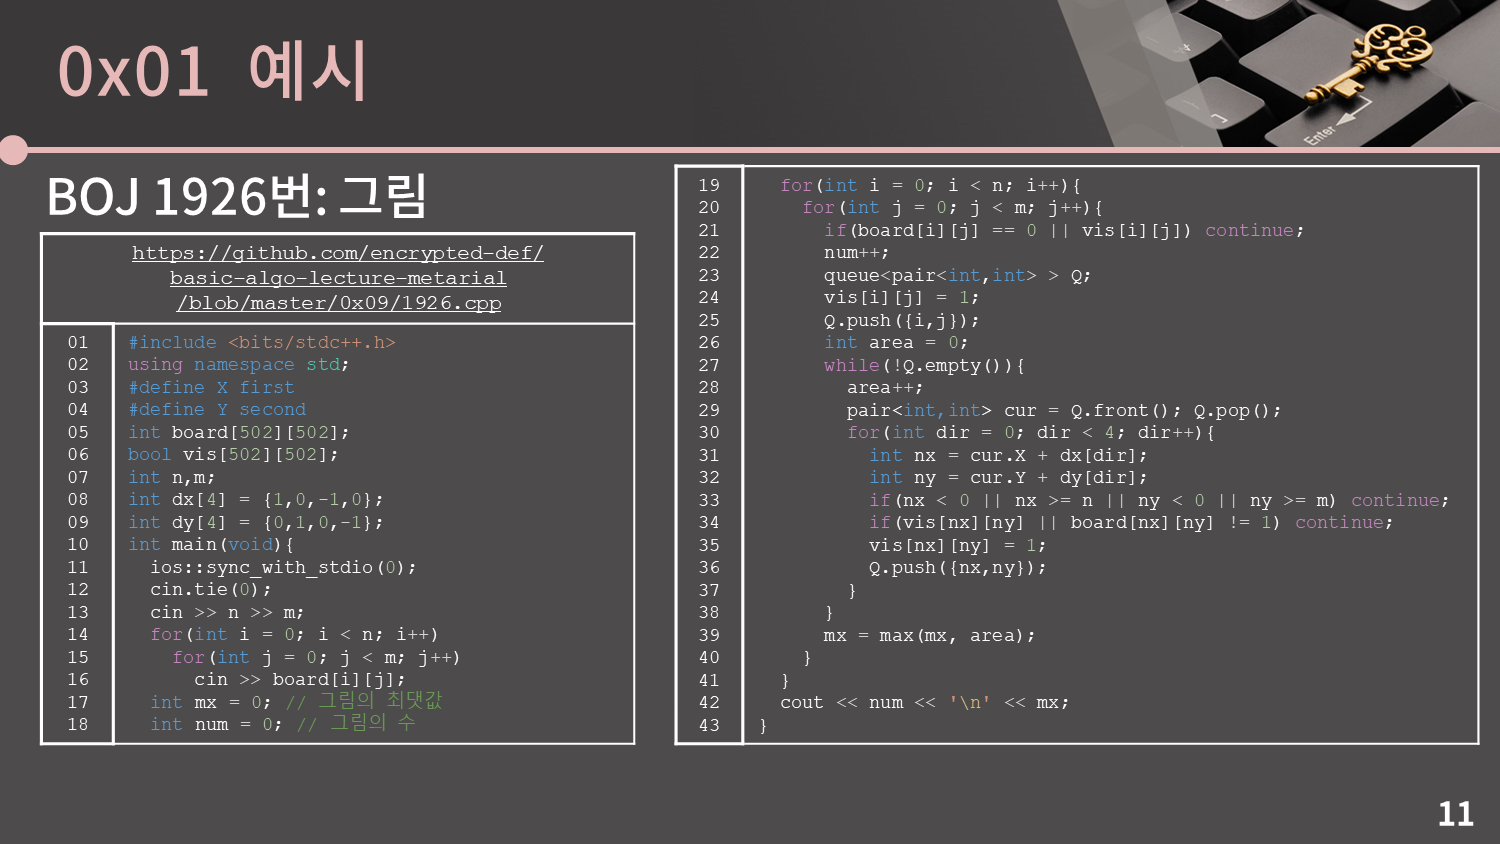 0x01 예시
BOJ 1926번: 그림
https://github.com/encrypted-def/
basic-algo-lecture-metarial
/blob/master/0x09/1926.cpp
01 #include <bits/stdc++.h>
02 using namespace std;
03 #define X first
04 #define Y second
05 int board[502][502];
06 bool vis[502][502];
07 int n,m;
08 int dx[4] = {1,0,-1,0};
09 int dy[4] = {0,1,0,-1};
10 int main(void){
11   ios::sync_with_stdio(0);
12   cin.tie(0);
13   cin >> n >> m;
14   for(int i = 0; i < n; i++)
15     for(int j = 0; j < m; j++)
16       cin >> board[i][j];
17   int mx = 0; // 그림의 최댓값
18   int num = 0; // 그림의 수
19   for(int i = 0; i < n; i++){
20     for(int j = 0; j < m; j++){
21       if(board[i][j] == 0 || vis[i][j]) continue;
22       num++;
23       queue<pair<int,int> > Q;
24       vis[i][j] = 1;
25       Q.push({i,j});
26       int area = 0;
27       while(!Q.empty()){
28         area++;
29         pair<int,int> cur = Q.front(); Q.pop();
30         for(int dir = 0; dir < 4; dir++){
31           int nx = cur.X + dx[dir];
32           int ny = cur.Y + dy[dir];
33           if(nx < 0 || nx >= n || ny < 0 || ny >= m) continue;
34           if(vis[nx][ny] || board[nx][ny] != 1) continue;
35           vis[nx][ny] = 1;
36           Q.push({nx,ny});
37         }
38       }
39       mx = max(mx, area);
40     }
41   }
42   cout << num << '\n' << mx;
43 }
Enter
11